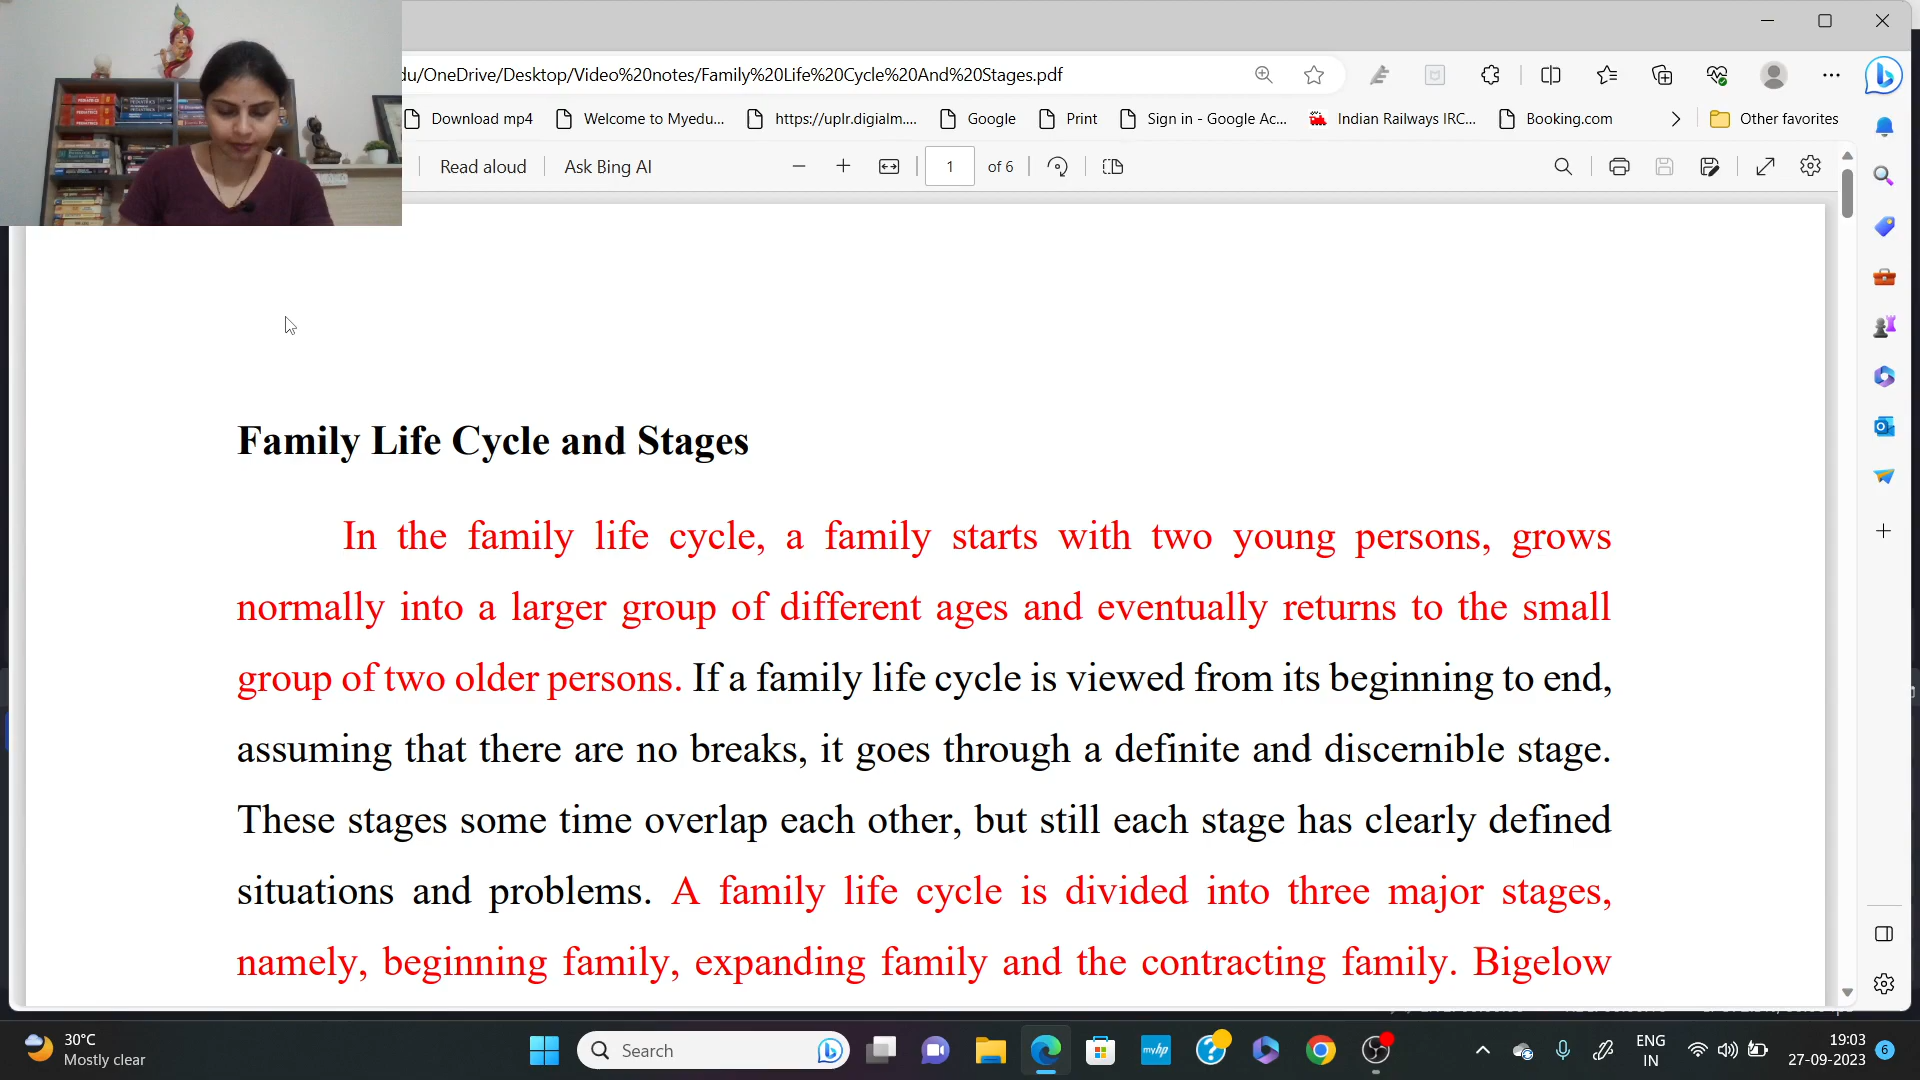 du/OneDrive/Desktop/Video%20notes/Family%20Life%20Cycle%20And%20Stages.pdf
Download mp4 Welcome to Myedu... https://uplr.digialm.... Google Print Sign in - Google Ac... Indian Railways IRC... Booking.com Other favorites
Read aloud Ask Bing AI 1 of 6
Family Life Cycle and Stages
In the family life cycle, a family starts with two young persons, grows
normally into a larger group of different ages and eventually returns to the small
group of two older persons. If a family life cycle is viewed from its beginning to end,
assuming that there are no breaks, it goes through a definite and discernible stage.
These stages some time overlap each other, but still each stage has clearly defined
situations and problems. A family life cycle is divided into three major stages,
namely, beginning family, expanding family and the contracting family. Bigelow
30°C
Mostly clear
Search
myhp
ENG
IN
19:03
27-09-2023
6